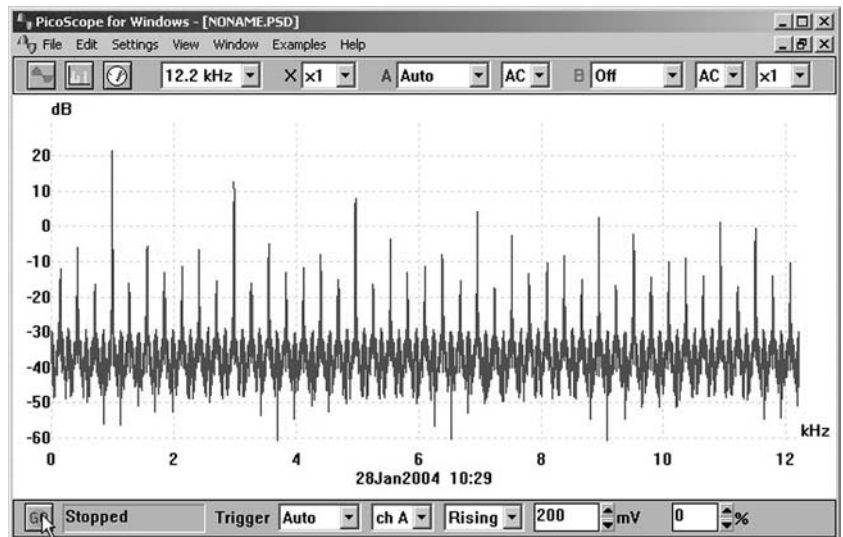 PicoScope for Windows - [NONAME.PSD]
File Edit Settings View Window Examples Help
12.2 kHz X x1 A Auto AC B Off AC x1
dB
20
10
0
-10
-20
-30
-40
-50
-60
kHz
0 2 4 6 8 10 12
28Jan2004 10:29
GO Stopped Trigger Auto ch A Rising 200 mV 0 %